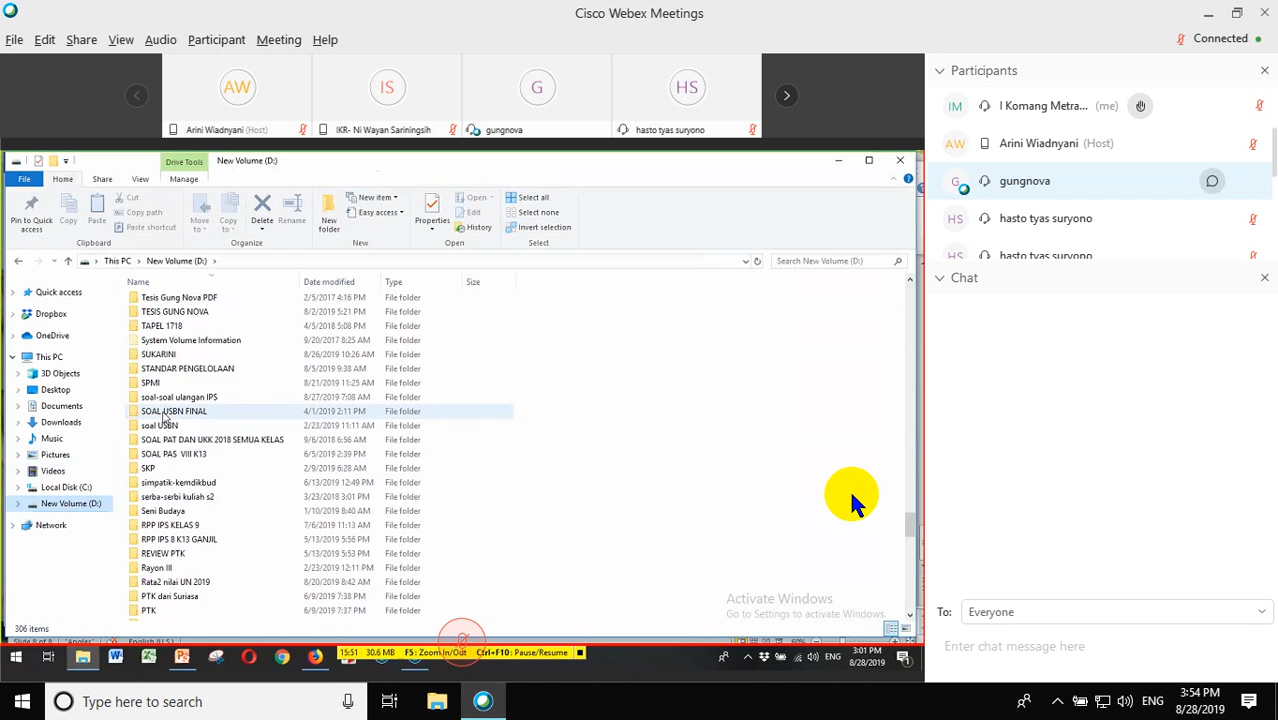 Cisco Webex Meetings
File Edit Share View Audio Participant Meeting Help
Connected
AW
IS
G
HS
Arini Wiadnyani (Host)
IKR- Ni Wayan Sariningsih
gungnova
hasto tyas suryono
Participants
IM I Komang Metra... (me)
AW Arini Wiadnyani (Host)
G gungnova
HS hasto tyas suryono
hasto tyas suryono
Chat
To: Everyone
Enter chat message here
Drive Tools New Volume (D:)
File Home Share View Manage
Pin to Quick access
Copy
Paste
Cut
Copy path
Paste shortcut
Clipboard
Move to
Copy to
Delete
Rename
Organize
New folder
New item
Easy access
New
Properties
Open
Edit
History
Open
Select all
Select none
Invert selection
Select
This PC New Volume (D:)
Search New Volume (D:)
Quick access
Dropbox
OneDrive
This PC
3D Objects
Desktop
Documents
Downloads
Music
Pictures
Videos
Local Disk (C:)
New Volume (D:)
Network
Name Date modified Type Size
Tesis Gung Nova PDF 2/5/2017 4:16 PM File folder
TESIS GUNG NOVA 8/2/2019 5:21 PM File folder
TAPEL 1718 4/5/2018 5:08 PM File folder
System Volume Information 9/20/2017 8:25 AM File folder
SUKARINI 8/26/2019 10:26 AM File folder
STANDAR PENGELOLAAN 8/5/2019 9:38 AM File folder
SPMI 8/21/2019 11:25 AM File folder
soal-soal ulangan IPS 8/27/2019 7:08 AM File folder
SOAL USBN FINAL 4/1/2019 2:11 PM File folder
soal USBN 2/23/2019 11:11 AM File folder
SOAL PAT DAN UKK 2018 SEMUA KELAS 9/6/2018 6:56 AM File folder
SOAL PAS VIII K13 6/5/2019 2:39 PM File folder
SKP 2/9/2019 6:28 AM File folder
simpatik-kemdikbud 6/13/2019 12:49 PM File folder
serba-serbi kuliah s2 3/23/2018 3:01 PM File folder
Seni Budaya 1/10/2019 8:40 AM File folder
RPP IPS KELAS 9 7/6/2019 11:13 AM File folder
RPP IPS 8 K13 GANJIL 5/13/2019 5:56 PM File folder
REVIEW PTK 5/13/2019 5:53 PM File folder
Rayon III 2/23/2019 12:11 PM File folder
Rata2 nilai UN 2019 8/20/2019 8:42 AM File folder
PTK dari Suriasa 6/9/2019 7:38 PM File folder
PTK 6/9/2019 7:37 PM File folder
306 items
Activate Windows
Go to Settings to activate Windows.
Slide 8 of 8 "Angles" English (U.S.) 60%
15:51 30.6 MB F5: Zoom In/Out Ctrl+F10: Pause/Resume
ENG
3:01 PM
8/28/2019
1
Type here to search
ENG
3:54 PM
8/28/2019